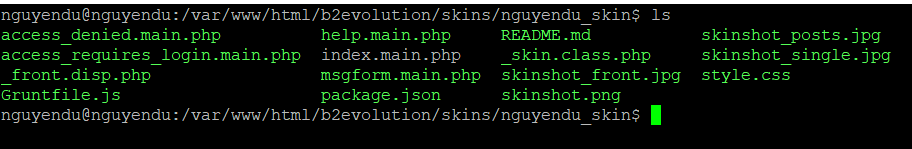 nguyendu@nguyendu:/var/www/html/b2evolution/skins/nguyendu_skin$ ls
access_denied.main.php help.main.php README.md skinshot_posts.jpg
access_requires_login.main.php index.main.php _skin.class.php skinshot_single.jpg
_front.disp.php msgform.main.php skinshot_front.jpg style.css
Gruntfile.js package.json skinshot.png
nguyendu@nguyendu:/var/www/html/b2evolution/skins/nguyendu_skin$